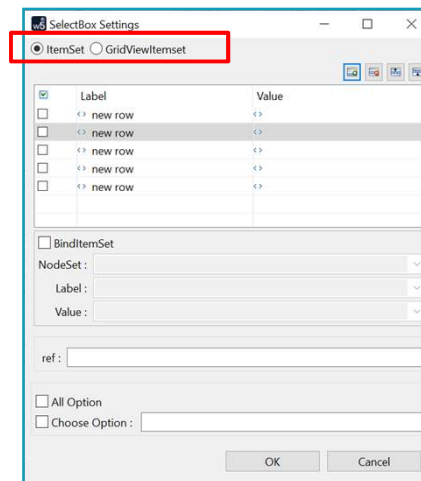 w5 SelectBox Settings
ItemSet GridViewItemset
Label Value
<> new row <>
<> new row <>
<> new row <>
<> new row <>
<> new row <>
BindItemSet
NodeSet :
Label :
Value :
ref :
All Option
Choose Option :
OK Cancel